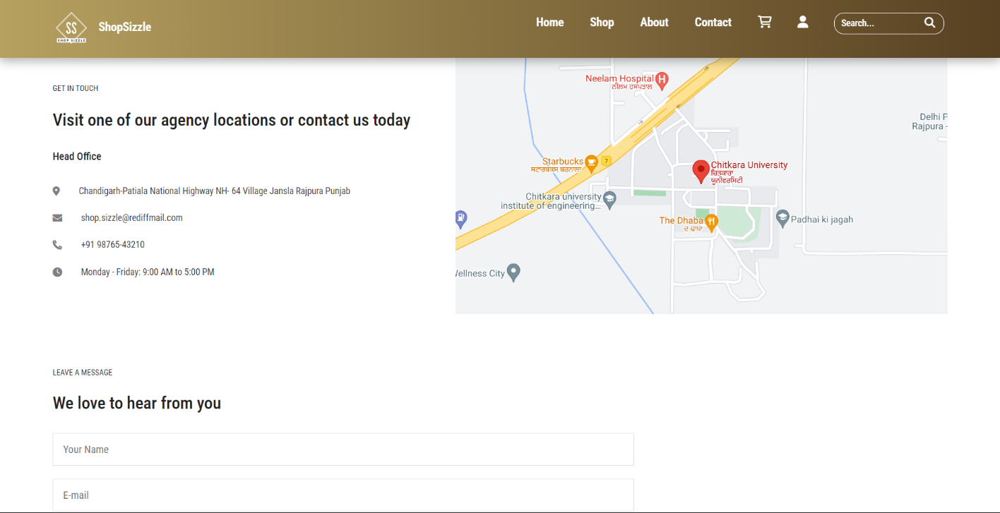 SS
SHOP SIZZLE
ShopSizzle
Home
Shop
About
Contact
Search...
GET IN TOUCH
Visit one of our agency locations or contact us today
Head Office
Chandigarh-Patiala National Highway NH- 64 Village Jansla Rajpura Punjab
shop.sizzle@rediffmail.com
+91 98765-43210
Monday - Friday: 9:00 AM to 5:00 PM
Neelam Hospital
H
ਨੀਲਮ ਹਸਪਤਾਲ
Delhi P
Rajpura -
Starbucks
7
ਸਟਾਰਬਕਸ ਬਰਨਾਲਾ
Chitkara University
ਚਿਤਕਾਰਾ
ਯੂਨੀਵਰਸਿਟੀ
Chitkara university
institute of engineering...
The Dhaba
ਦ ਢਾਬਾ
Padhai ki jagah
Wellness City
LEAVE A MESSAGE
We love to hear from you
Your Name
E-mail